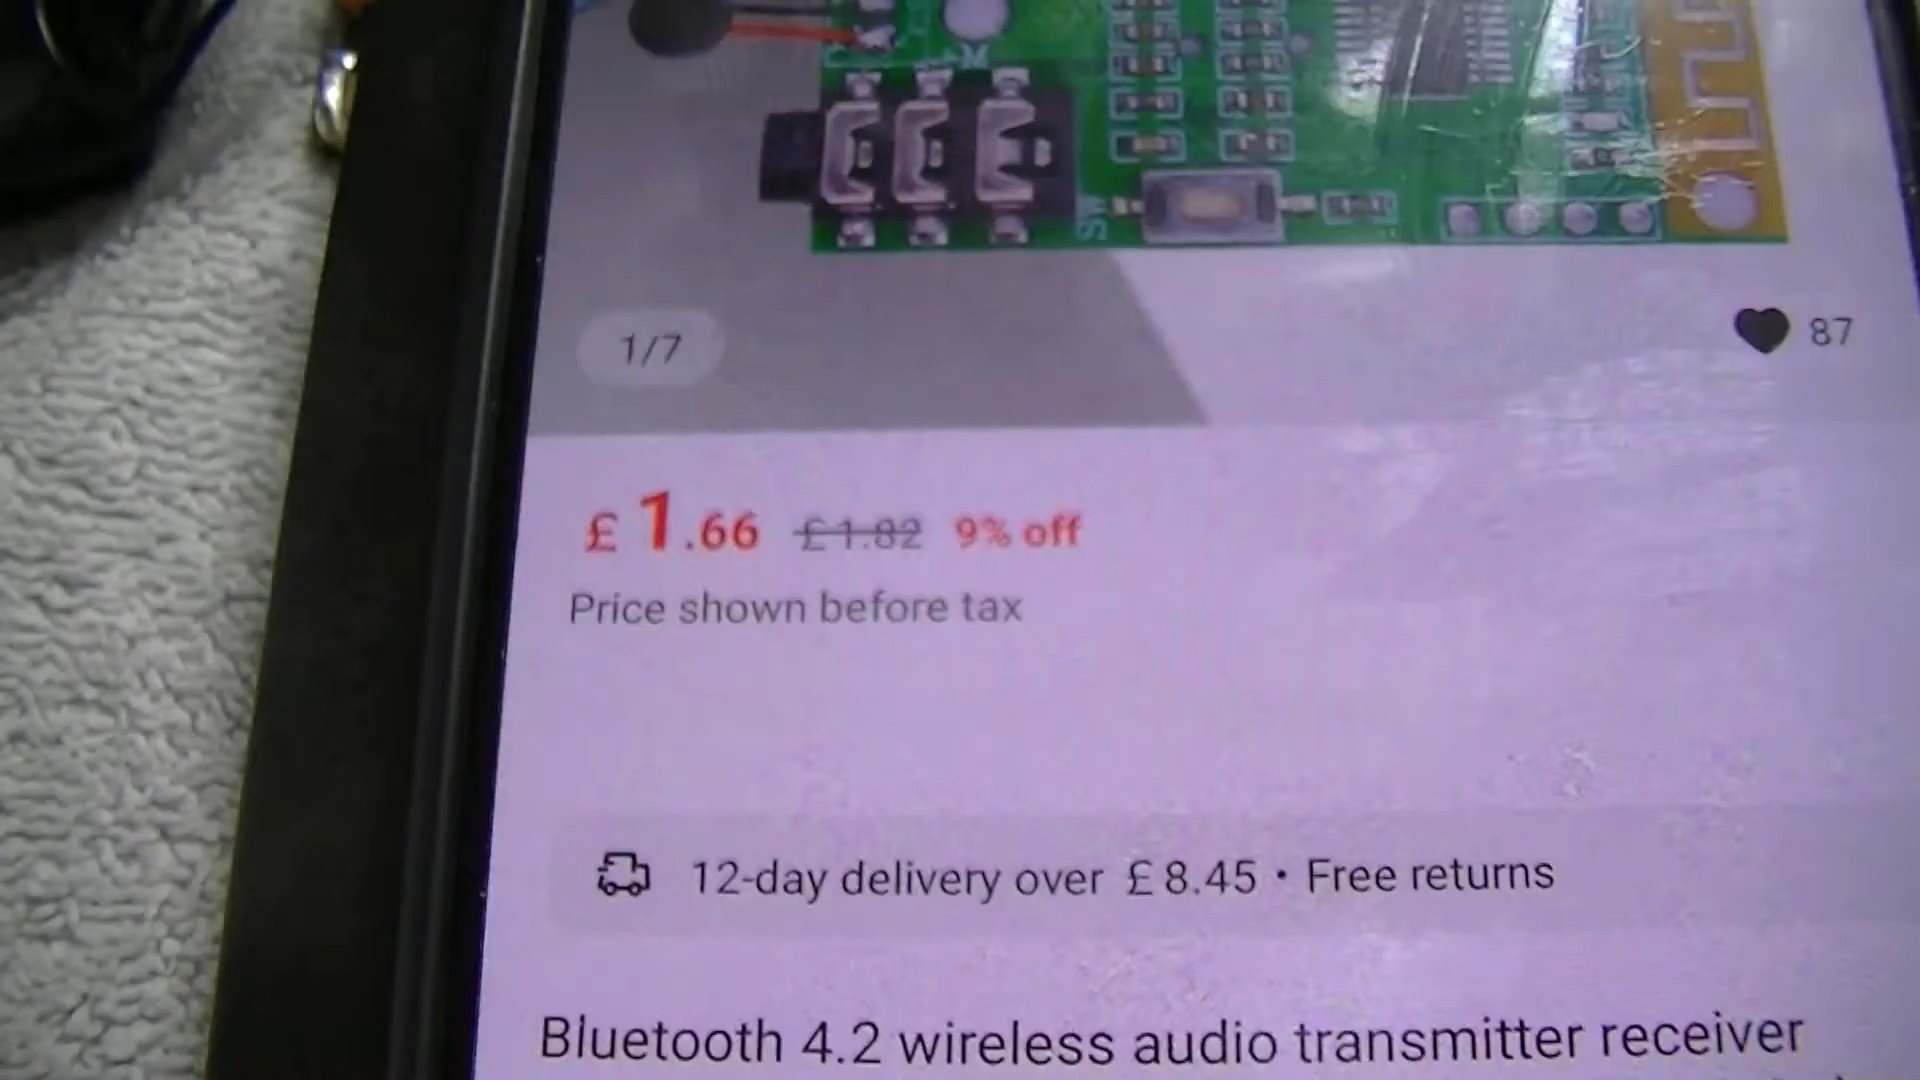 SW
1/7
87
£1.66 £1.82 9% off
Price shown before tax
12-day delivery over £8.45 · Free returns
Bluetooth 4.2 wireless audio transmitter receiver